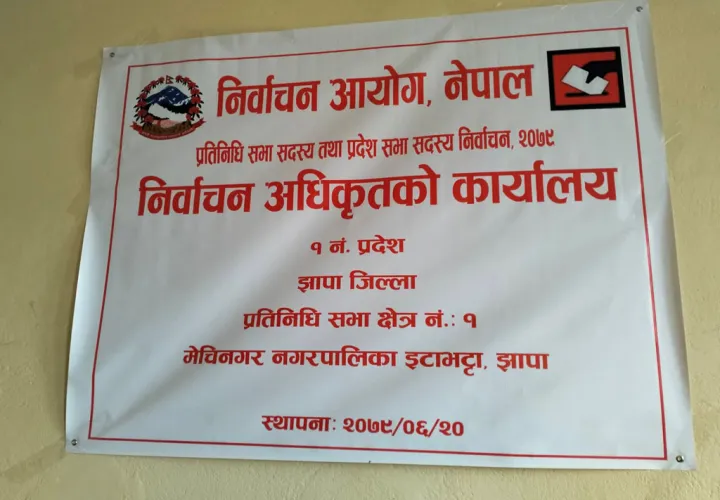 निर्वाचन आयोग, नेपाल
प्रतिनिधि सभा सदस्य तथा प्रदेश सभा सदस्य निर्वाचन, २०७९
निर्वाचन अधिकृतको कार्यालय
१ नं. प्रदेश
झापा जिल्ला
प्रतिनिधि सभा क्षेत्र नं.: १
मेचिनगर नगरपालिका इटाभट्टा, झापा
स्थापना: २०७९/०६/२०